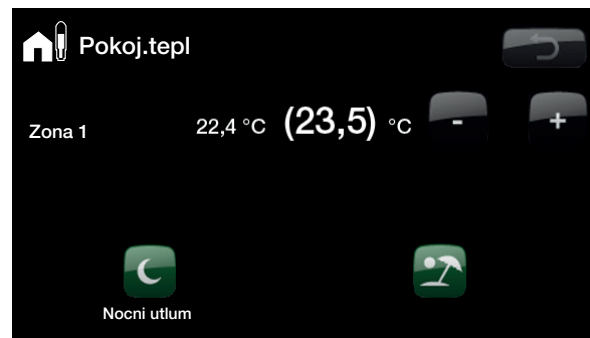 Pokoj.tepl
Zona 1 22,4 °C (23,5) °C - +
Nocni utlum